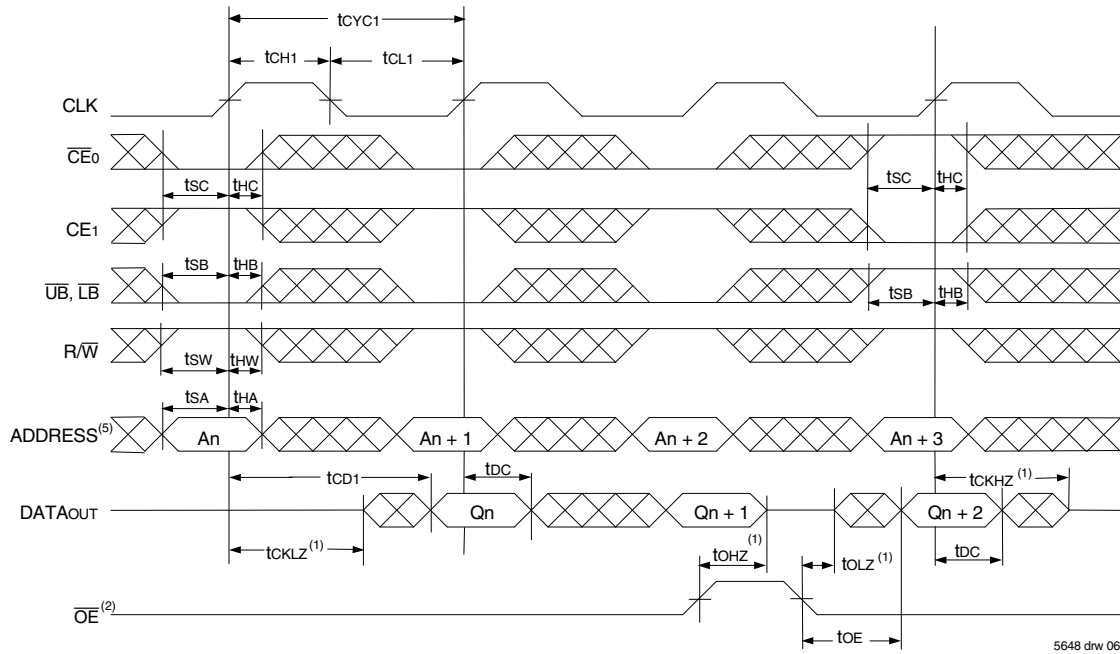 tCYC1
tCH1 tCL1
CLK
CE0
tSC tHC tSC tHC
CE1
tSB tHB
UB, LB
tSB tHB
R/W
tSW tHW
tSA tHA
ADDRESS(5) An An + 1 An + 2 An + 3
tCD1 tDC tCKHZ(1)
DATAOUT Qn Qn + 1 Qn + 2
tCKLZ(1) tOHZ(1) tOLZ(1) tDC
OE(2)
tOE
5648 drw 06